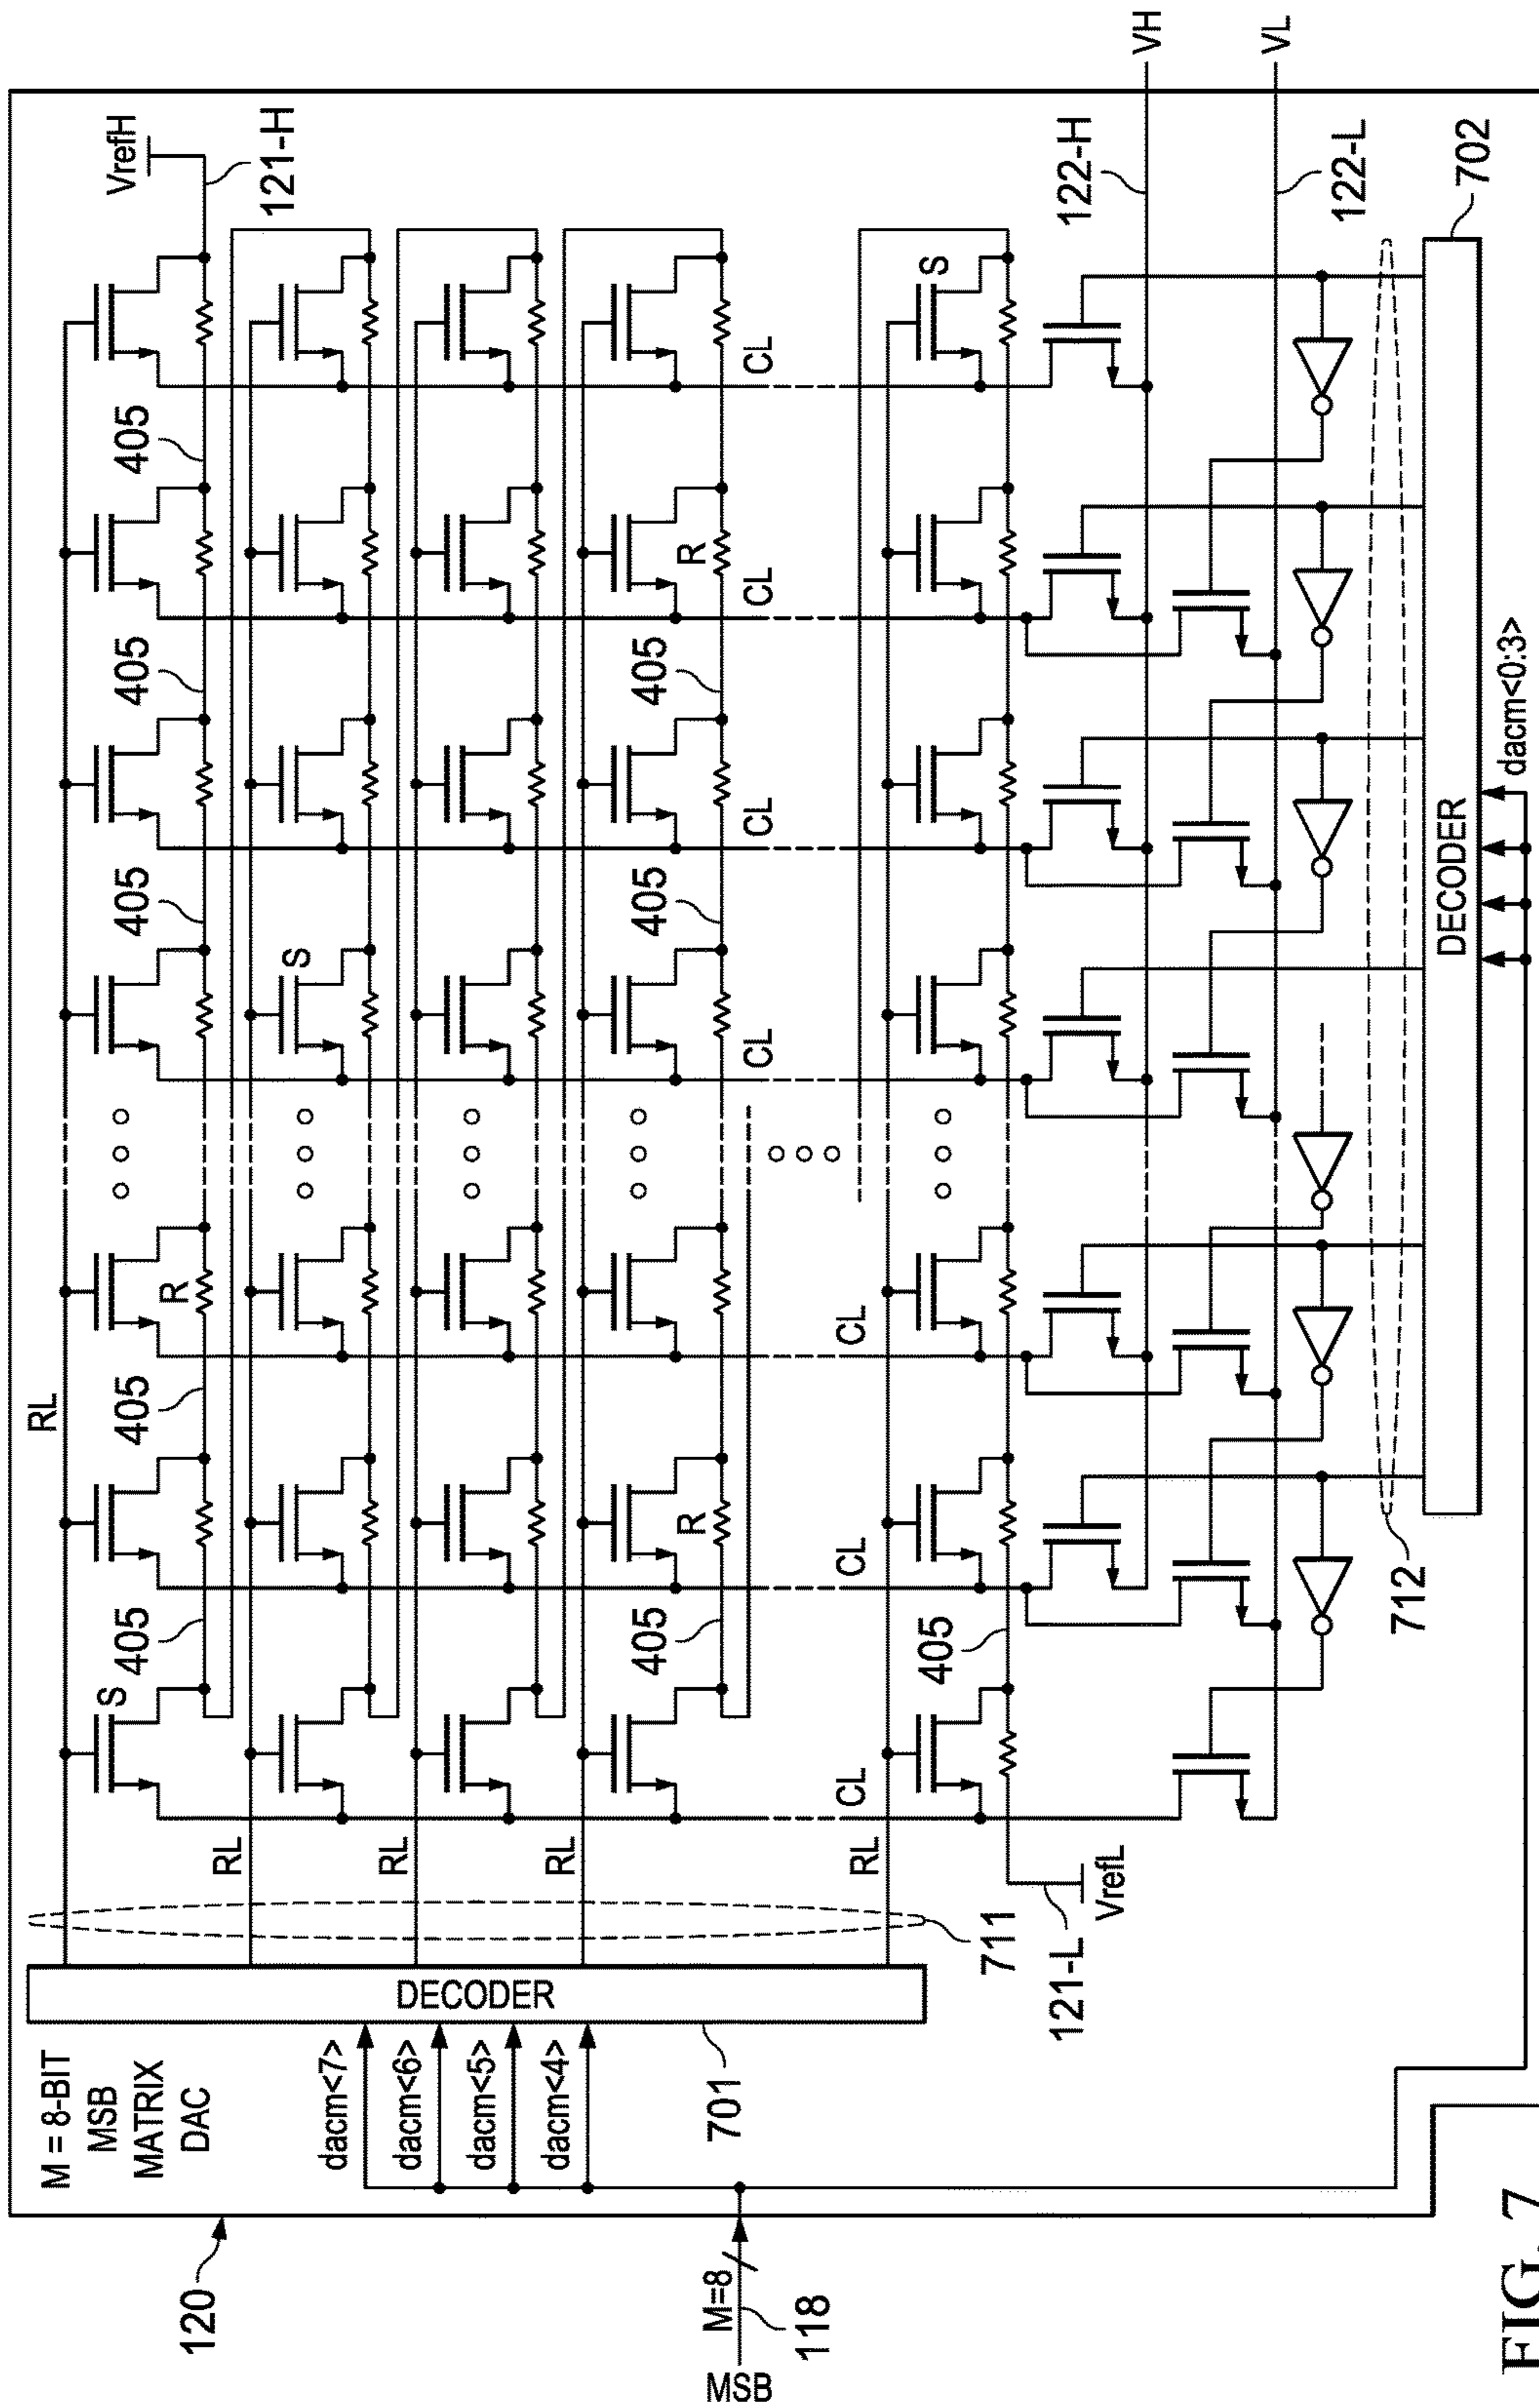 M = 8-BIT
MSB
MATRIX
DAC
120
MSB
M=8
118
dacm<7>
dacm<6>
dacm<5>
dacm<4>
DECODER
701
711
RL
RL
RL
RL
RL
VrefH
121-H
S
405
405
R
405
405
405
S
405
R
405
405
R
CL
CL
CL
CL
CL
CL
CL
405
S
121-L
VrefL
122-H
VH
122-L
VL
712
DECODER
702
dacm<0:3>
FIG. 7